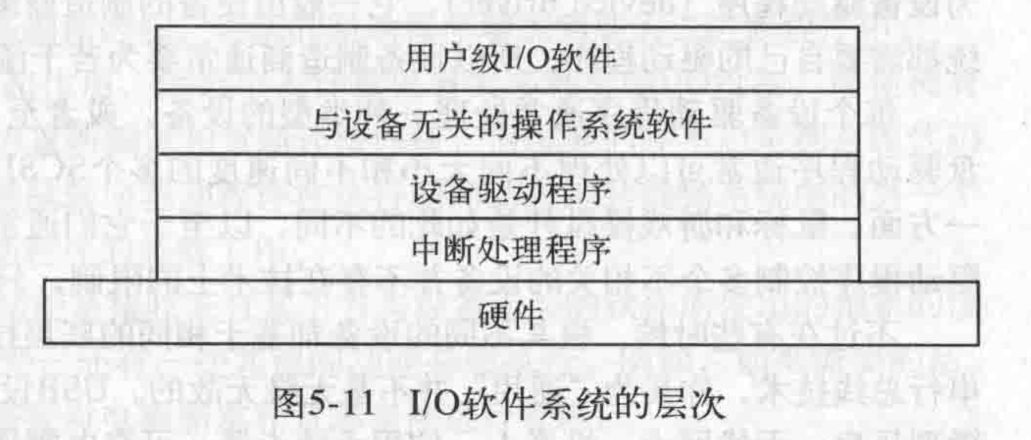 用户级I/O软件
与设备无关的操作系统软件
设备驱动程序
中断处理程序
硬件
图5-11 I/O软件系统的层次